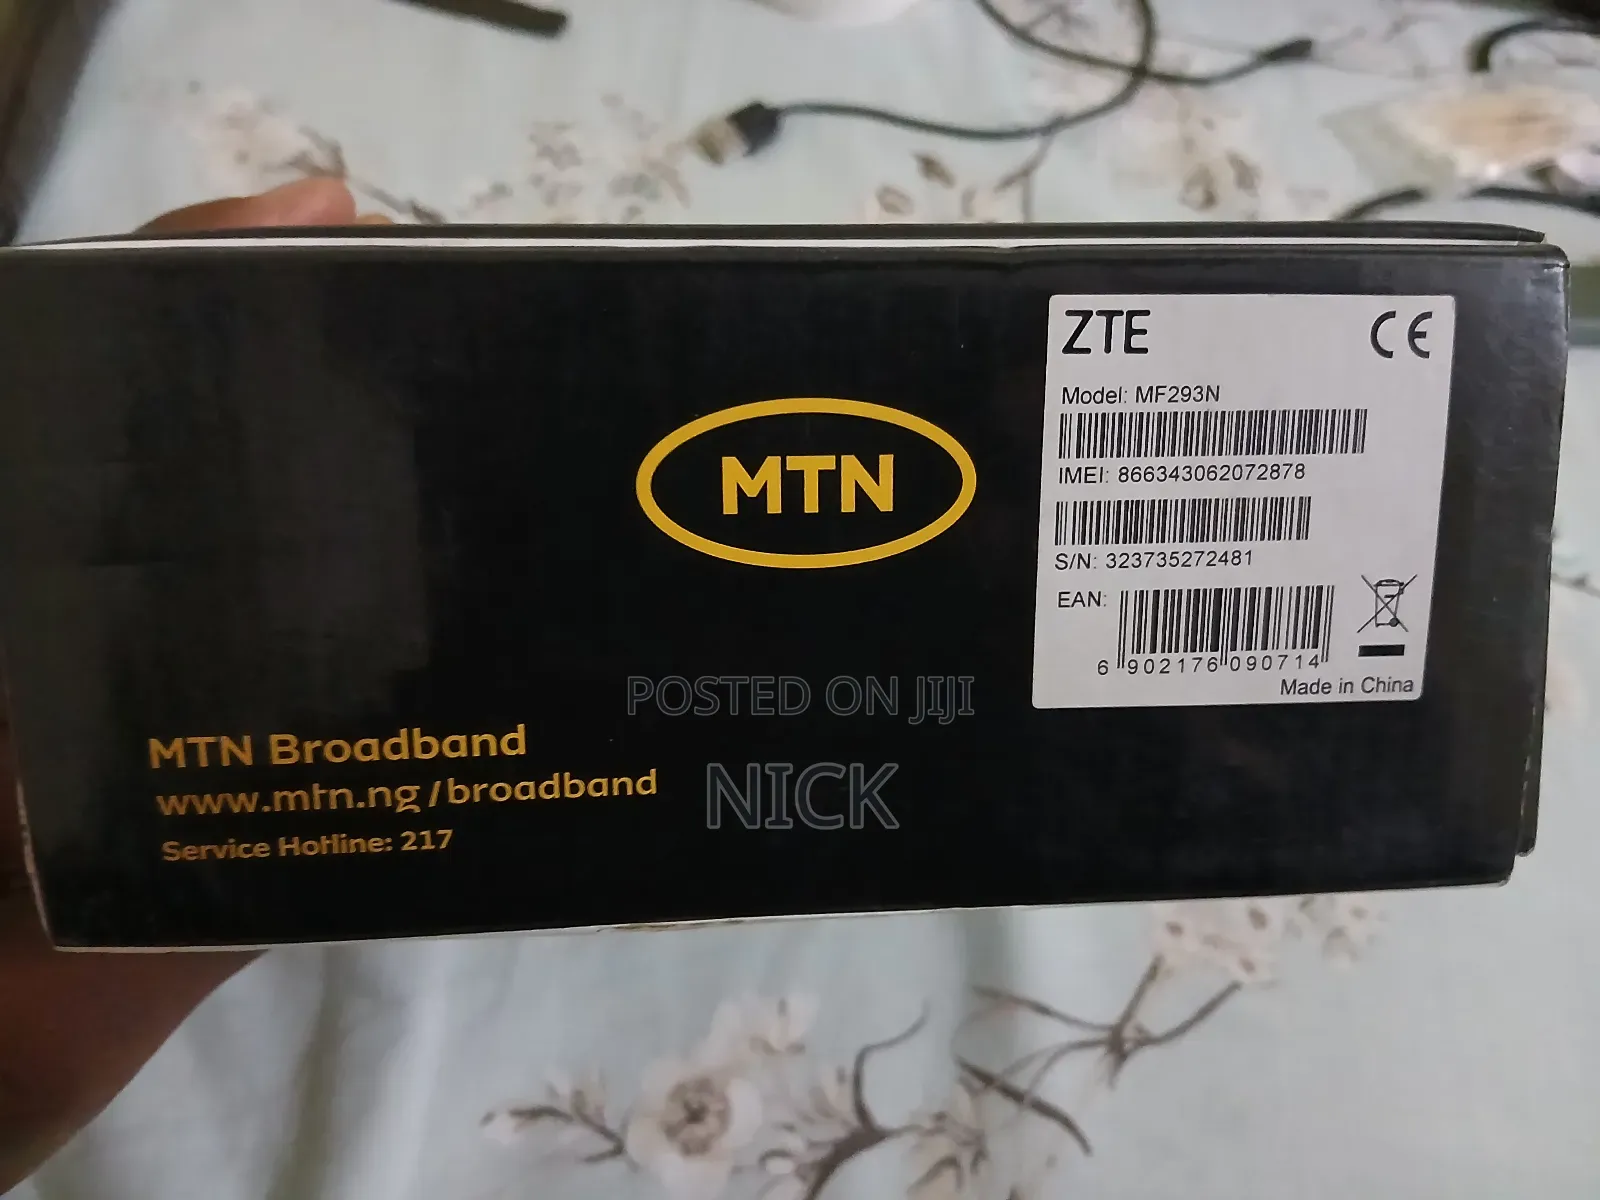 ZTE CE
Model: MF293N
IMEI: 866343062072878
MTN
S/N: 323735272481
EAN:
6 902176 090714
Made in China
POSTED ON JIJI
NICK
MTN Broadband
www.mtn.ng/broadband
Service Hotline: 217